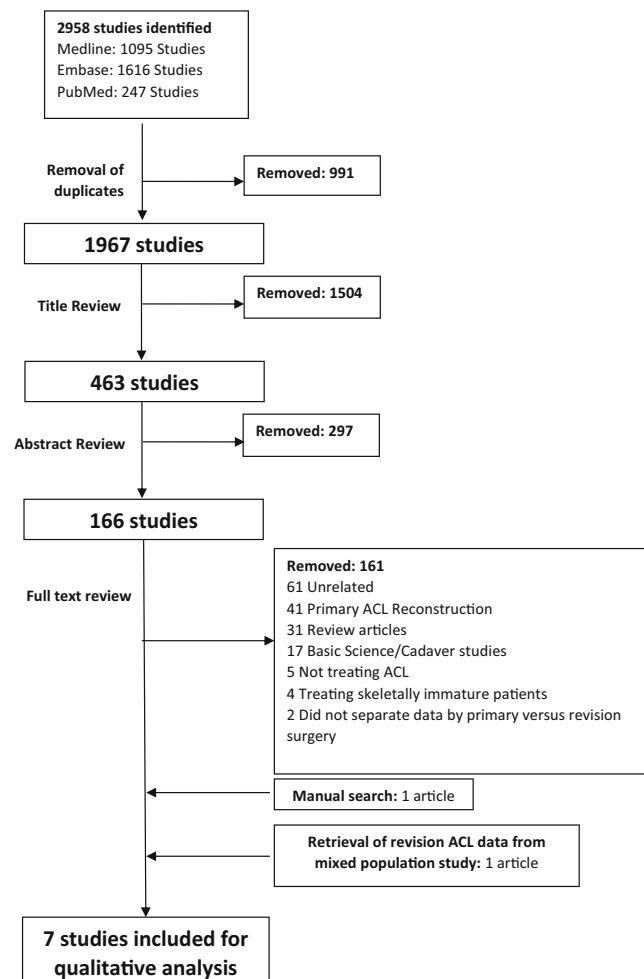 2958 studies identified
Medline: 1095 Studies
Embase: 1616 Studies
PubMed: 247 Studies
Removal of
duplicates
Removed: 991
1967 studies
Title Review
Removed: 1504
463 studies
Abstract Review
Removed: 297
166 studies
Full text review
Removed: 161
61 Unrelated
41 Primary ACL Reconstruction
31 Review articles
17 Basic Science/Cadaver studies
5 Not treating ACL
4 Treating skeletally immature patients
2 Did not separate data by primary versus revision
surgery
Manual search: 1 article
Retrieval of revision ACL data from
mixed population study: 1 article
7 studies included for
qualitative analysis